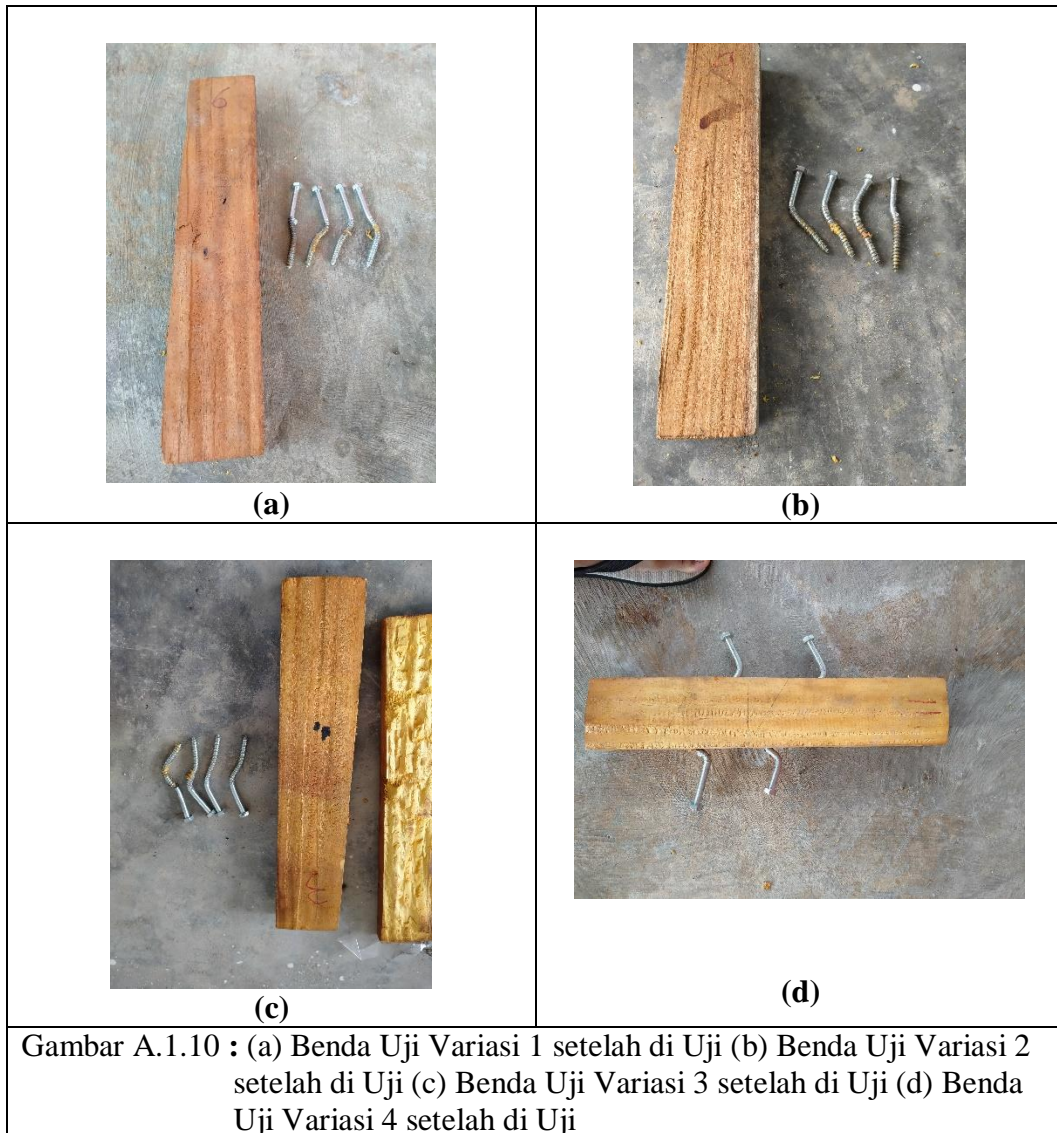 6
(a)
(b)
(c)
(d)
Gambar A.1.10 : (a) Benda Uji Variasi 1 setelah di Uji (b) Benda Uji Variasi 2
setelah di Uji (c) Benda Uji Variasi 3 setelah di Uji (d) Benda
Uji Variasi 4 setelah di Uji